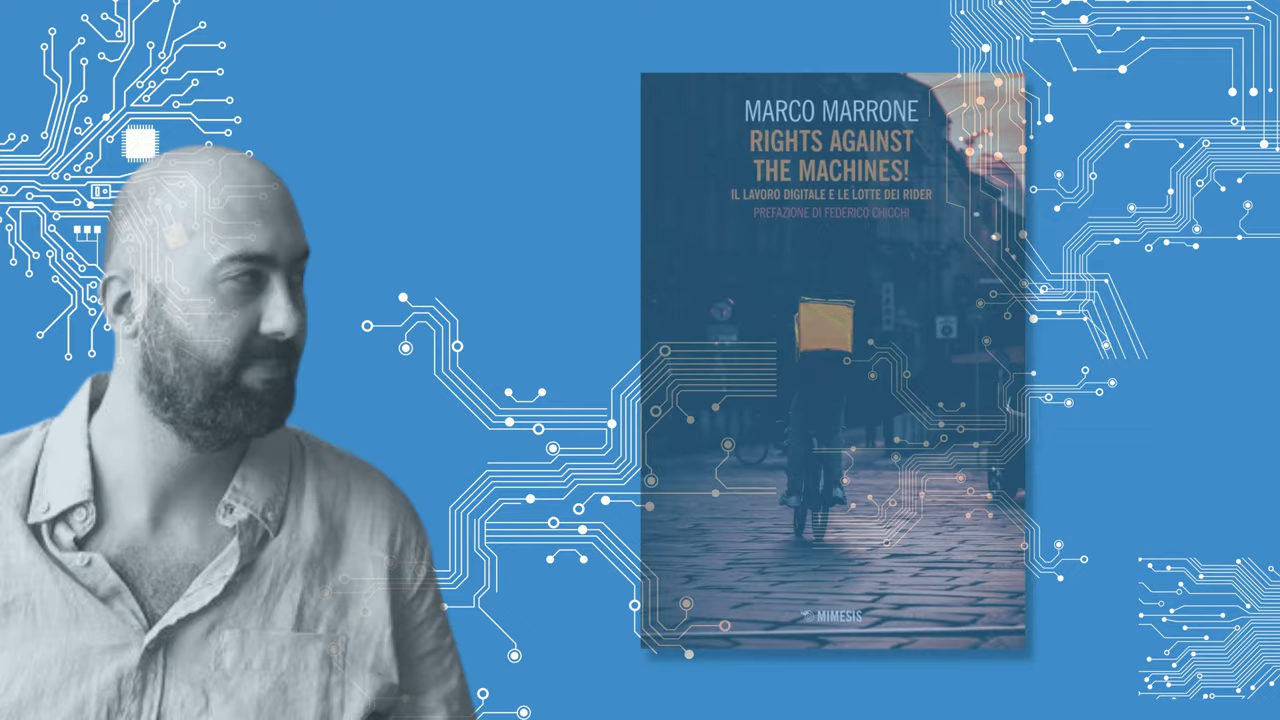 MARCO MARRONE
RIGHTS AGAINST
THE MACHINES!
IL LAVORO DIGITALE E LE LOTTE DEI RIDER
PREFAZIONE DI FEDERICO CHICCHI
MIMESIS